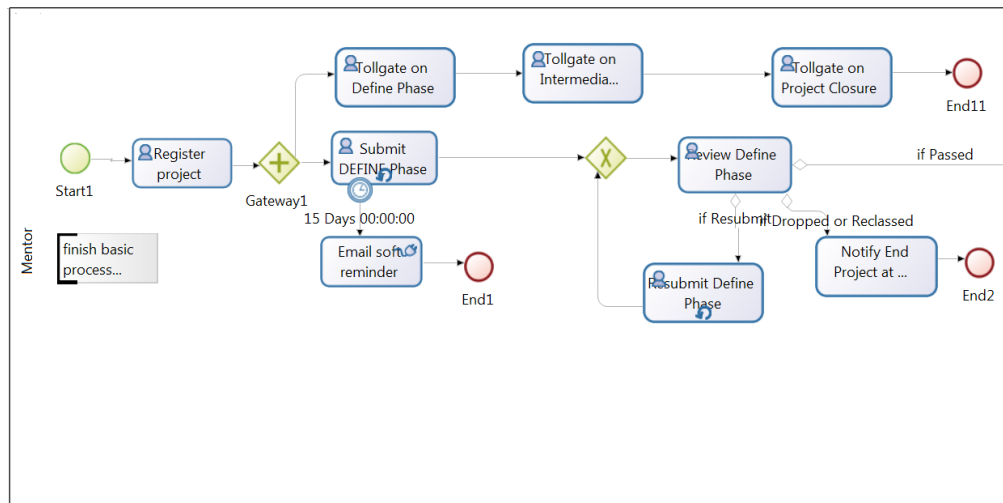 Tollgate on
Define Phase
Tollgate on
Intermedia...
Tollgate on
Project Closure
End11
Start1
Register
project
Gateway1
Submit
DEFINE Phase
15 Days 00:00:00
Email soft
reminder
End1
X
Review Define
Phase
if Passed
if Resubmit
if Dropped or Reclassed
Resubmit Define
Phase
Notify End
Project at ...
End2
Mentor
finish basic
process...